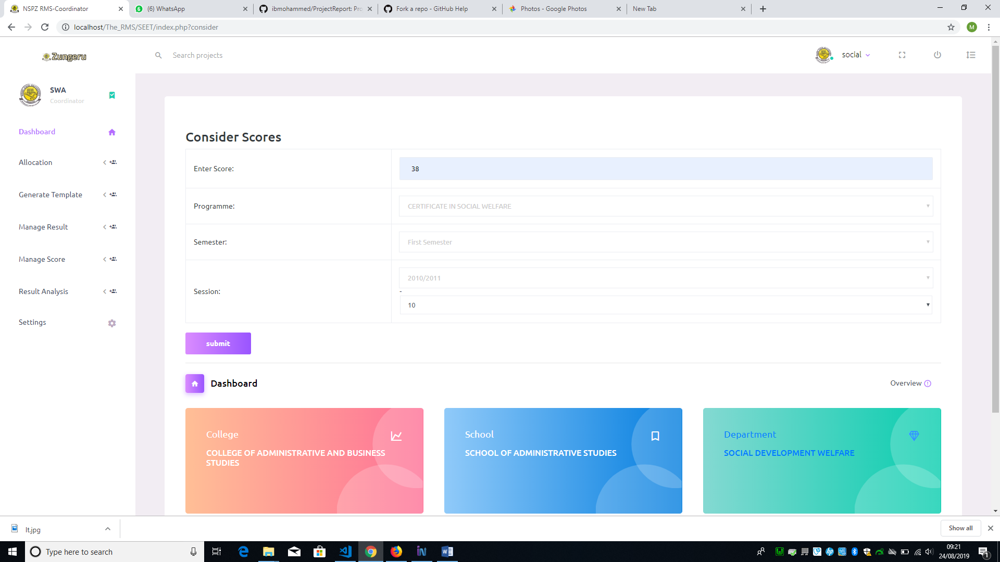 NSPZ RMS-Coordinator
(6) WhatsApp
ibmohammed/ProjectReport: Pro
Fork a repo - GitHub Help
Photos - Google Photos
New Tab
localhost/The_RMS/SEET/index.php?consider
M
Zungeru
Search projects
social
SWA
Coordinator
Dashboard
Allocation
Generate Template
Manage Result
Manage Score
Result Analysis
Settings
Consider Scores
Enter Score:
38
Programme:
CERTIFICATE IN SOCIAL WELFARE
Semester:
First Semester
Session:
2010/2011
-
10
submit
Dashboard
Overview
College
COLLEGE OF ADMINISTRATIVE AND BUSINESS
STUDIES
School
SCHOOL OF ADMINISTRATIVE STUDIES
Department
SOCIAL DEVELOPMENT WELFARE
It.jpg
Show all
Type here to search
09:21
24/08/2019
1